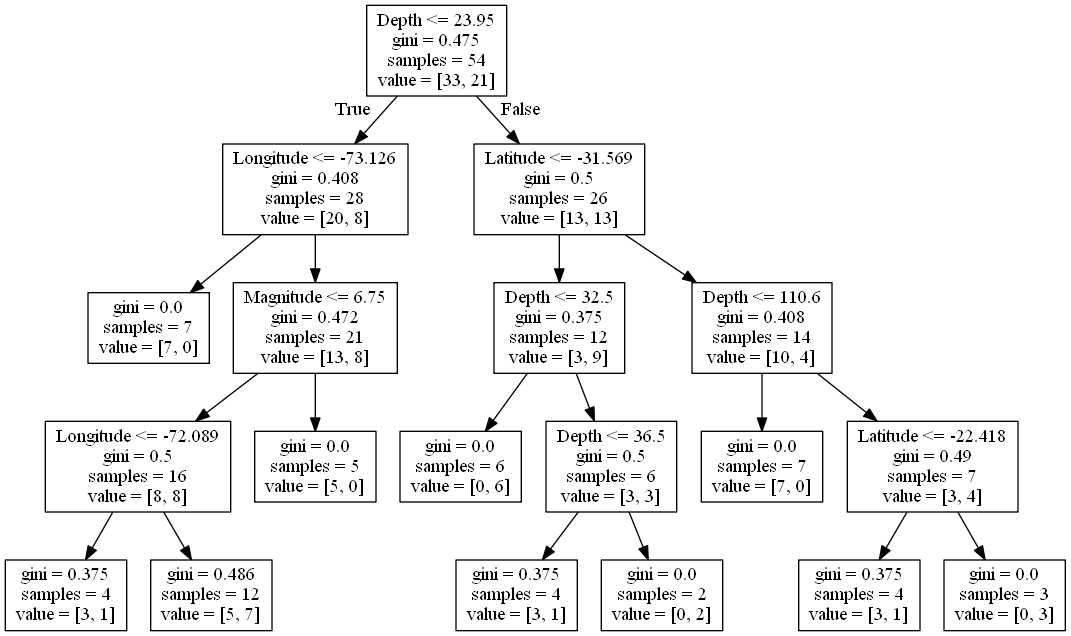 Depth <= 23.95
gini = 0.475
samples = 54
value = [33, 21]
True
False
Longitude <= -73.126
gini = 0.408
samples = 28
value = [20, 8]
Latitude <= -31.569
gini = 0.5
samples = 26
value = [13, 13]
gini = 0.0
samples = 7
value = [7, 0]
Magnitude <= 6.75
gini = 0.472
samples = 21
value = [13, 8]
Depth <= 32.5
gini = 0.375
samples = 12
value = [3, 9]
Depth <= 110.6
gini = 0.408
samples = 14
value = [10, 4]
Longitude <= -72.089
gini = 0.5
samples = 16
value = [8, 8]
gini = 0.0
samples = 5
value = [5, 0]
gini = 0.0
samples = 6
value = [0, 6]
Depth <= 36.5
gini = 0.5
samples = 6
value = [3, 3]
gini = 0.0
samples = 7
value = [7, 0]
Latitude <= -22.418
gini = 0.49
samples = 7
value = [3, 4]
gini = 0.375
samples = 4
value = [3, 1]
gini = 0.486
samples = 12
value = [5, 7]
gini = 0.375
samples = 4
value = [3, 1]
gini = 0.0
samples = 2
value = [0, 2]
gini = 0.375
samples = 4
value = [3, 1]
gini = 0.0
samples = 3
value = [0, 3]